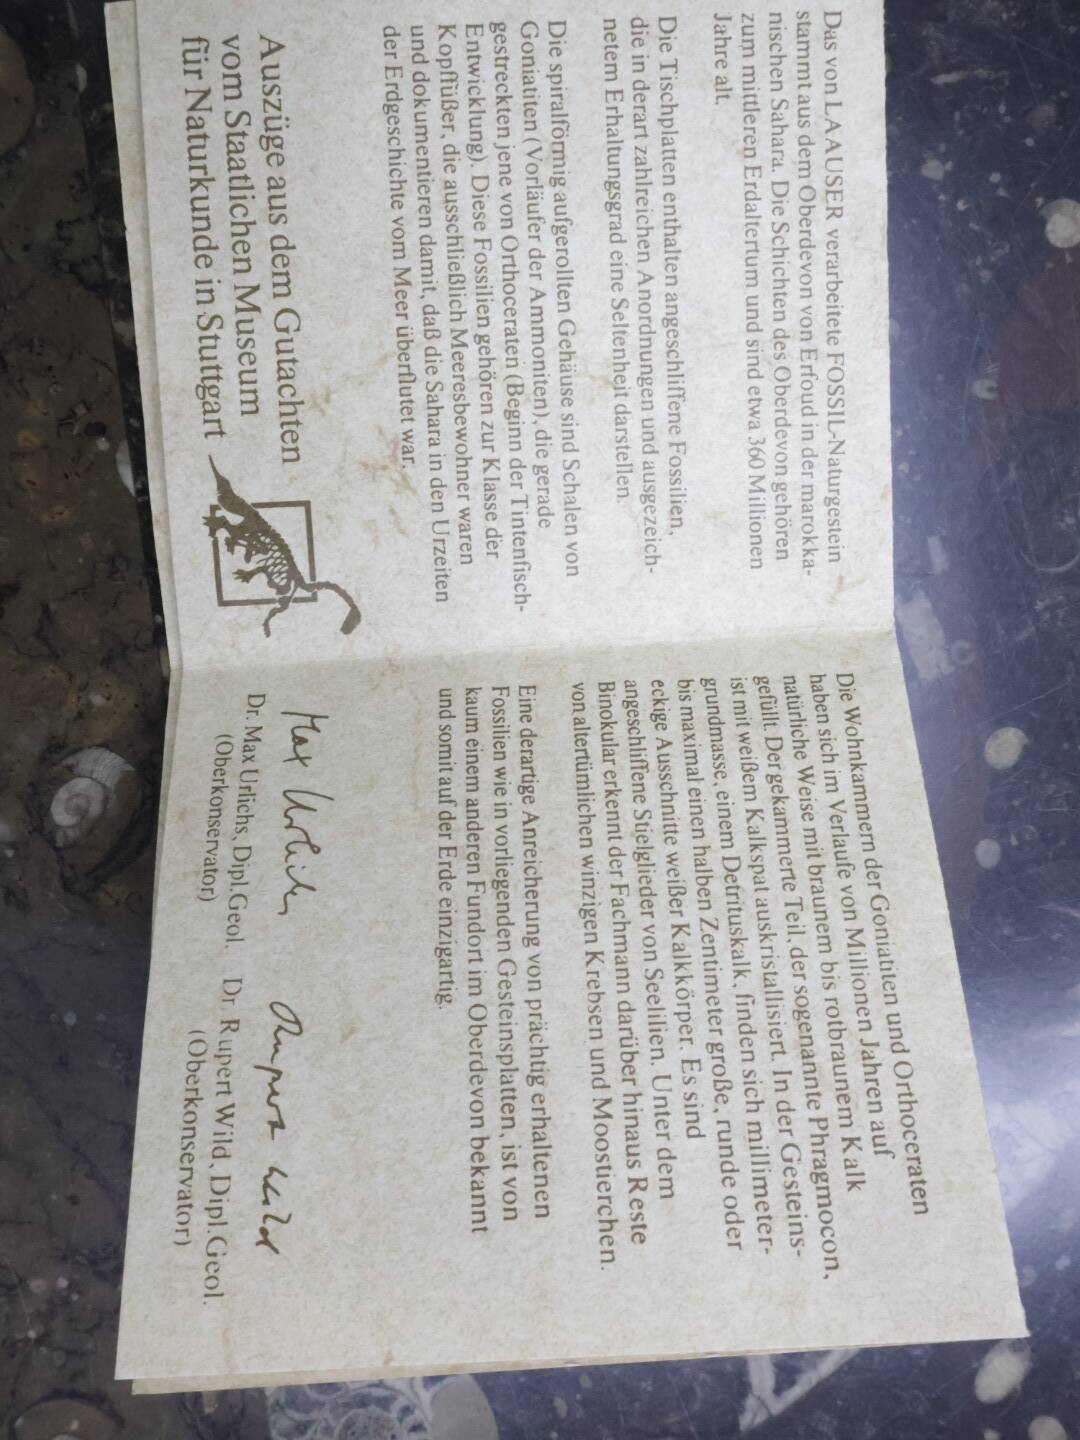 Das von LAAUSER verarbeitete FOSSIL-Naturgestein
stammt aus dem Oberdevon von Erfoud in der marokka-
nischen Sahara. Die Schichten des Oberdevon gehören
zum mittleren Erdaltertum und sind etwa 360 Millionen
Jahre alt.
Die Tischplatten enthalten angeschliffene Fossilien,
die in derart zahlreichen Anordnungen und ausgezeich-
netem Erhaltungsgrad eine Seltenheit darstellen.
Die spiralförmig aufgerollten Gehäuse sind Schalen von
Goniatiten (Vorläufer der Ammoniten), die gerade
gestreckten jene von Orthoceraten (Beginn der Tintenfisch-
Entwicklung). Diese Fossilien gehören zur Klasse der
Kopffüßer, die ausschließlich Meeresbewohner waren
und dokumentieren damit, daß die Sahara in den Urzeiten
der Erdgeschichte vom Meer überflutet war.
Auszüge aus dem Gutachten
vom Staatlichen Museum
für Naturkunde in Stuttgart
Die Wohnkammern der Goniatiten und Orthoceraten
haben sich im Verlaufe von Millionen Jahren auf
natürliche Weise mit braunem bis rotbraunem Kalk
gefüllt. Der gekammerte Teil, der sogenannte Phragmocon,
ist mit weißem Kalkspat auskristallisiert. In der Gesteins-
grundmasse, einem Detrituskalk, finden sich millimeter-
bis maximal einen halben Zentimeter große, runde oder
eckige Ausschnitte weißer Kalkkörper. Es sind
angeschliffene Stielglieder von Seelilien. Unter dem
Binokular erkennt der Fachmann darüber hinaus Reste
von altertümlichen winzigen Krebsen und Moostierchen.
Eine derartige Anreicherung von prächtig erhaltenen
Fossilien wie in vorliegenden Gesteinsplatten, ist von
kaum einem anderen Fundort im Oberdevon bekannt
und somit auf der Erde einzigartig.
Max Urlichs Rupert Wild
Dr. Max Urlichs, Dipl.Geol. Dr. Rupert Wild, Dipl.Geol.
(Oberkonservator) (Oberkonservator)